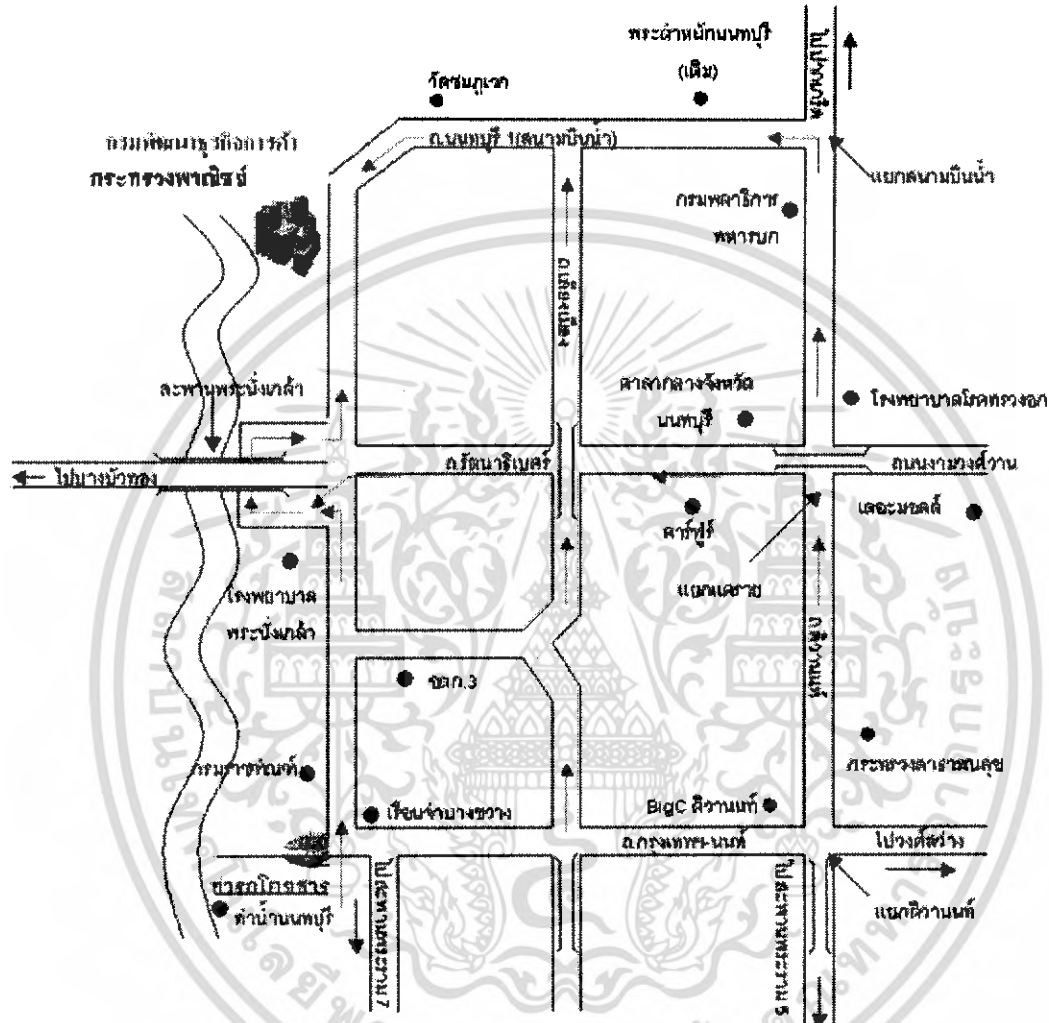 พระตำหนักนนทบุรี
(เดิม)
ไปปากเกร็ด
วัดชมภูเวก
กรมพัฒนาธุรกิจการค้า
กระทรวงพาณิชย์
ถ.นนทบุรี 1(สนามบินน้ำ)
แยกสนามบินน้ำ
กรมพลาธิการ
ทหารบก
ถ.เลี่ยงเมือง
สะพานพระนั่งเกล้า
ศาลากลางจังหวัด
นนทบุรี
โรงพยาบาลโรคทรวงอก
ถ.รัตนาธิเบศร์
ถนนงามวงศ์วาน
ไปบางบัวทอง
คาร์ฟูร์
เดอะมอลล์
แยกแคราย
โรงพยาบาล
พระนั่งเกล้า
ถ.ติวานนท์
ขตก.3
กรมราชทัณฑ์
กระทรวงสาธารณสุข
เรือนจำบางขวาง
BigC ติวานนท์
ถ.กรุงเทพ-นนท์
ไปวงศ์สว่าง
ท่ารถโดยสาร
ท่าน้ำนนทบุรี
ไปสะพานพระราม 7
ไปสะพานพระราม 5
แยกติวานนท์